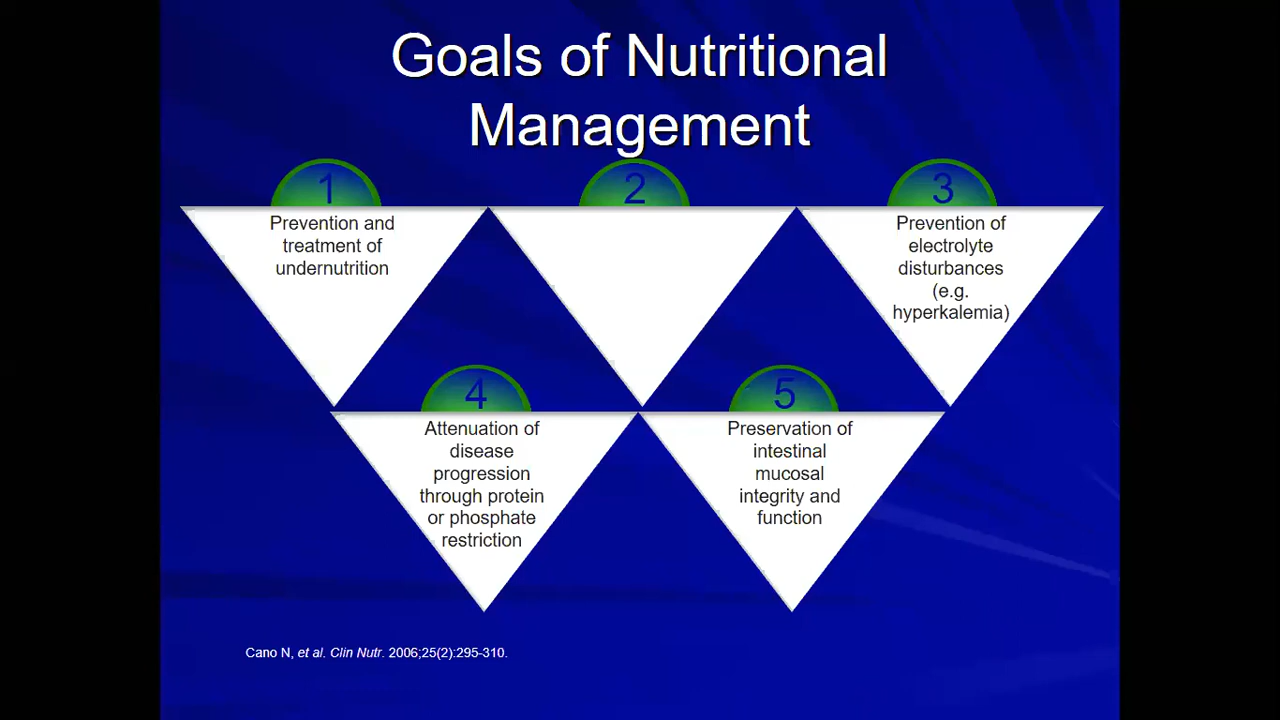 Goals of Nutritional
Management
1
Prevention and
treatment of
undernutrition
2
3
Prevention of
electrolyte
disturbances
(e.g.
hyperkalemia)
4
Attenuation of
disease
progression
through protein
or phosphate
restriction
5
Preservation of
intestinal
mucosal
integrity and
function
Cano N, et al. Clin Nutr. 2006;25(2):295-310.